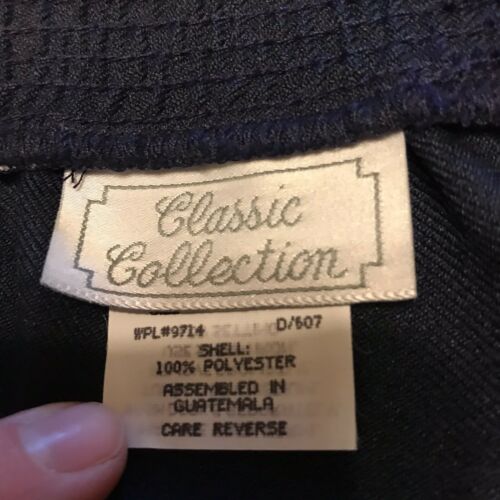 Classic
Collection
WPL#9714 D/607
SHELL:
100% POLYESTER
ASSEMBLED IN
GUATEMALA
CARE REVERSE